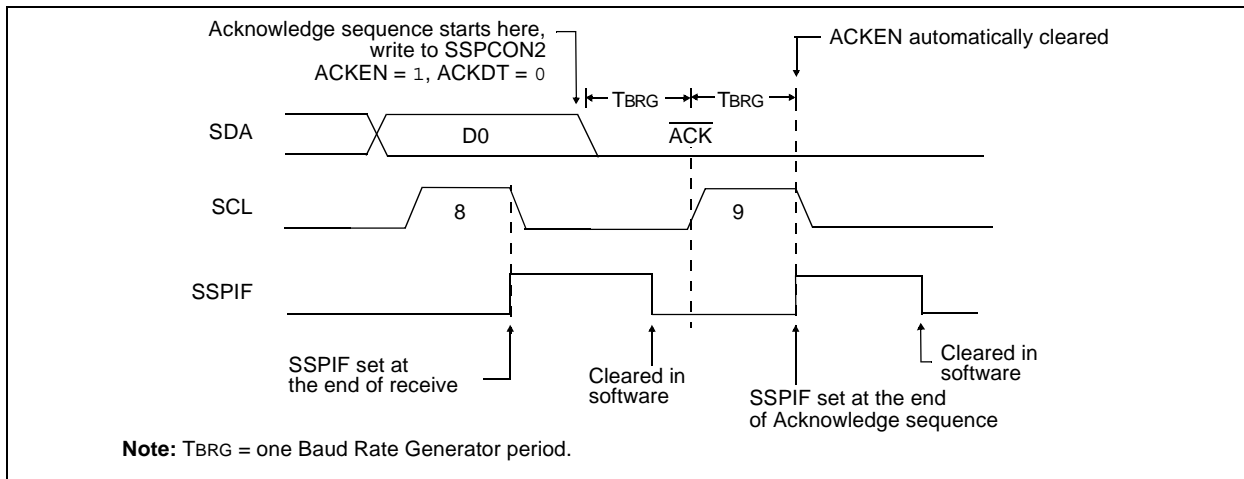 Acknowledge sequence starts here,
write to SSPCON2
ACKEN = 1, ACKDT = 0
ACKEN automatically cleared
TBRG
TBRG
SDA
D0
ACK
SCL
8
9
SSPIF
SSPIF set at
the end of receive
Cleared in
software
SSPIF set at the end
of Acknowledge sequence
Cleared in
software
Note: TBRG = one Baud Rate Generator period.